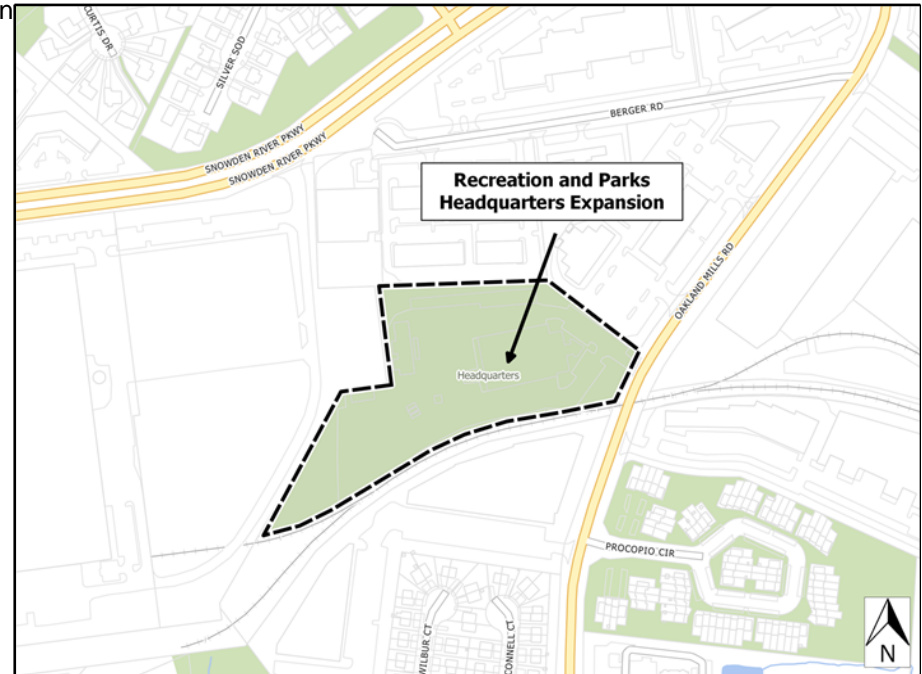 n
CURTIS DR
SILVER SOD
BERGER RD
SNOWDEN RIVER PKWY
SNOWDEN RIVER PKWY
Recreation and Parks
Headquarters Expansion
OAKLAND MILLS RD
Headquarters
PROCOPIO CIR
WILBUR CT
CONNELL CT
N